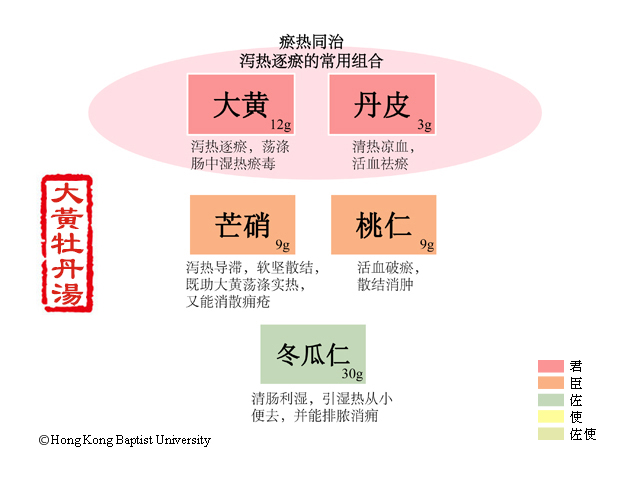 瘀热同治
泻热逐瘀的常用组合
大黄
12g
丹皮
3g
泻热逐瘀，荡涤
肠中湿热瘀毒
清热凉血，
活血祛瘀
大黃牡丹湯
芒硝
9g
桃仁
9g
泻热导滞，软坚散结，
既助大黄荡涤实热，
又能消散痈疮
活血破瘀，
散结消肿
冬瓜仁
30g
清肠利湿，引湿热从小
便去，并能排脓消痈
君
臣
佐
使
佐使
©Hong Kong Baptist University